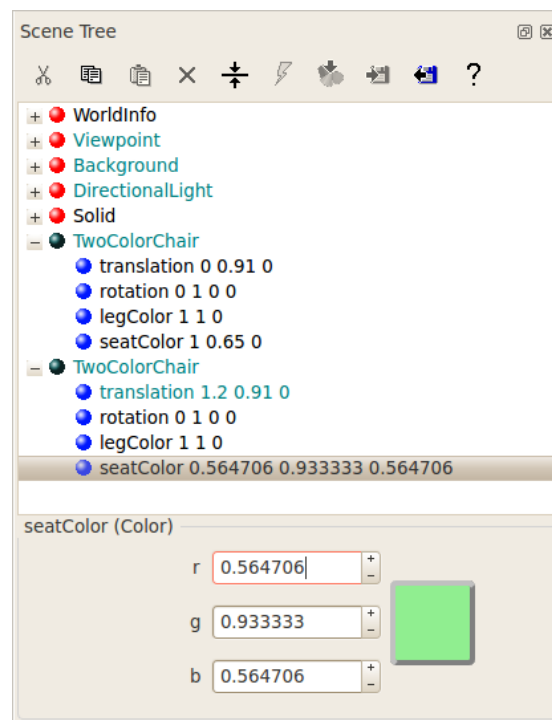 Scene Tree
?
WorldInfo
Viewpoint
Background
DirectionalLight
Solid
TwoColorChair
translation 0 0.91 0
rotation 0 1 0 0
legColor 1 1 0
seatColor 1 0.65 0
TwoColorChair
translation 1.2 0.91 0
rotation 0 1 0 0
legColor 1 1 0
seatColor 0.564706 0.933333 0.564706
seatColor (Color)
r 0.564706
g 0.933333
b 0.564706